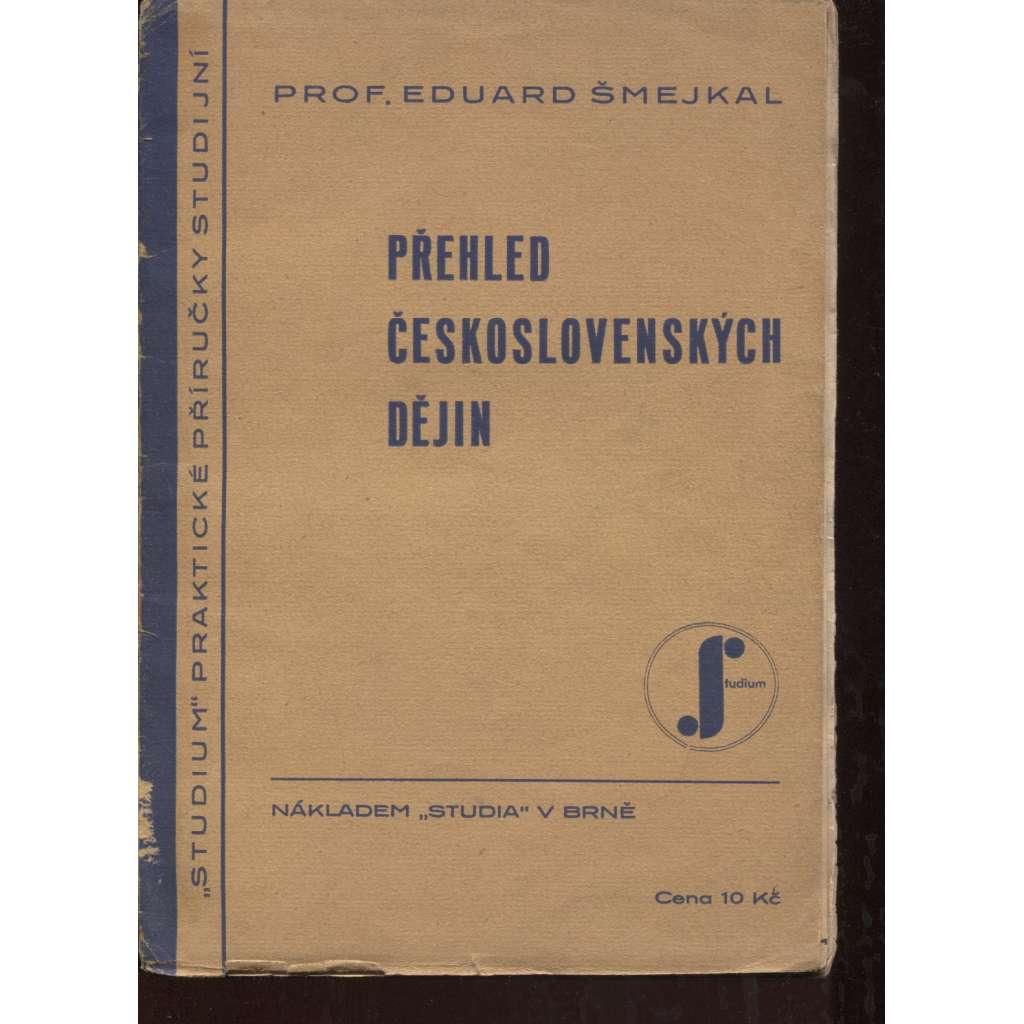 PROF. EDUARD ŠMEJKAL
PŘEHLED
ČESKOSLOVENSKÝCH
DĚJIN
Studium
NÁKLADEM „STUDIA“ V BRNĚ
Cena 10 Kč
„STUDIUM“ PRAKTICKÉ PŘÍRUČKY STUDIJNÍ